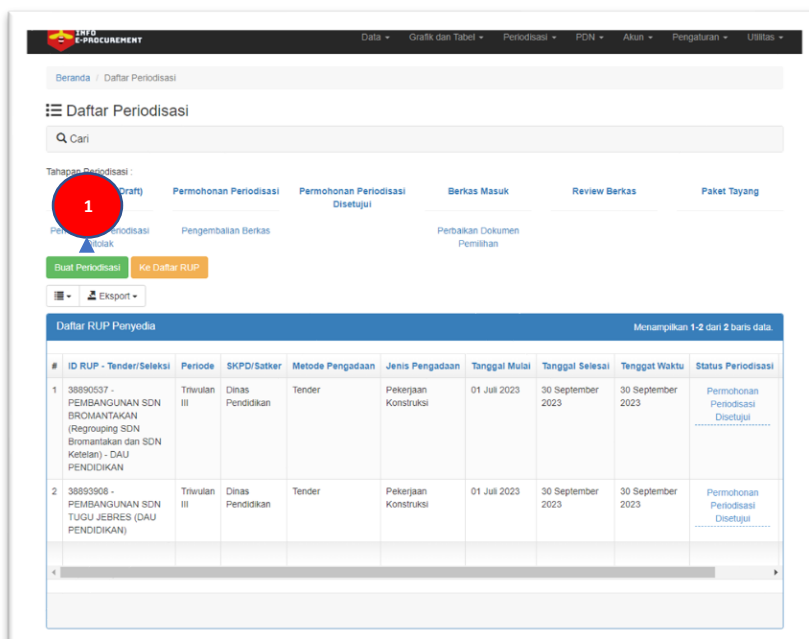 INFO
E-PROCUREMENT
Data
Grafik dan Tabel
Periodisasi
PDN
Akun
Pengaturan
Utilitas
Beranda / Daftar Periodisasi
Daftar Periodisasi
Cari
Tahapan Periodisasi :
Draft)
Permohonan Periodisasi
Permohonan Periodisasi
Disetujui
Berkas Masuk
Review Berkas
Paket Tayang
1
Pengembalian Berkas
Perbaikan Dokumen
Pemilihan
Buat Periodisasi
Ke Daftar RUP
Eksport
Daftar RUP Penyedia
Menampilkan 1-2 dari 2 baris data.
# ID RUP - Tender/Seleksi Periode SKPD/Satker Metode Pengadaan Jenis Pengadaan Tanggal Mulai Tanggal Selesai Tenggat Waktu Status Periodisasi
1 38890537 - Triwulan Dinas Tender Pekerjaan 01 Juli 2023 30 September 30 September Permohonan
PEMBANGUNAN SDN III Pendidikan Konstruksi 2023 2023 Periodisasi
BROMANTAKAN Disetujui
(Regrouping SDN
Bromantakan dan SDN
Ketelan) - DAU
PENDIDIKAN
2 38893908 - Triwulan Dinas Tender Pekerjaan 01 Juli 2023 30 September 30 September Permohonan
PEMBANGUNAN SDN III Pendidikan Konstruksi 2023 2023 Periodisasi
TUGU JEBRES (DAU Disetujui
PENDIDIKAN)